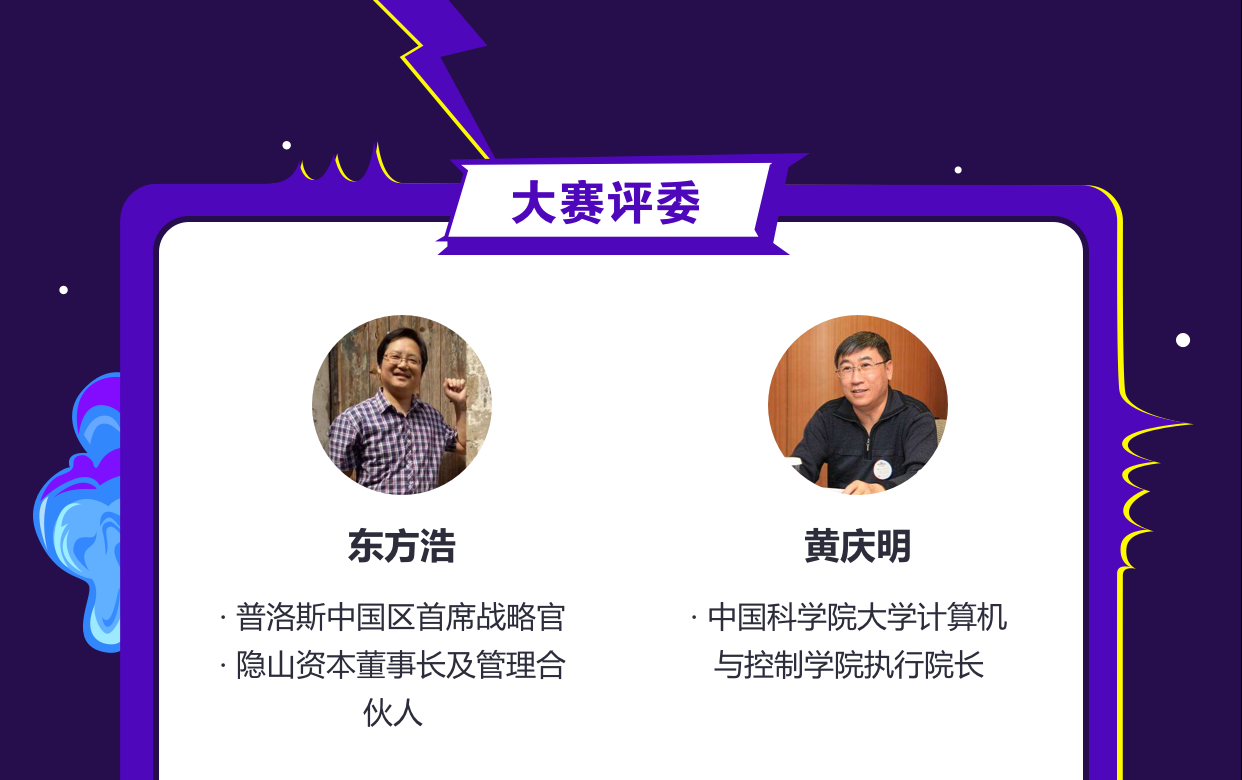 大赛评委
东方浩
· 普洛斯中国区首席战略官
· 隐山资本董事长及管理合
伙人
黄庆明
· 中国科学院大学计算机
与控制学院执行院长